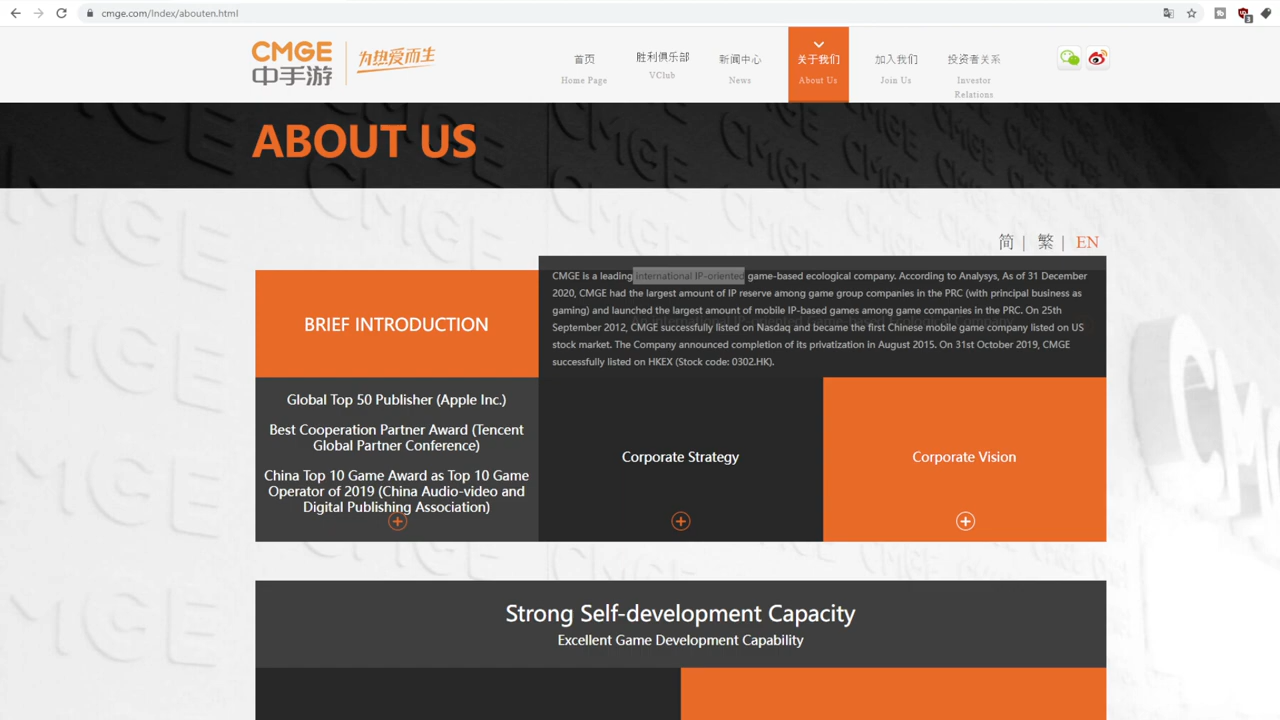 cmge.com/Index/abouten.html
CMGE
中手游
为热爱而生
首页
Home Page
胜利俱乐部
VClub
新闻中心
News
关于我们
About Us
加入我们
Join Us
投资者关系
Investor
Relations
ABOUT US
简 | 繁 | EN
BRIEF INTRODUCTION
CMGE is a leading international IP-oriented game-based ecological company. According to Analysys, As of 31 December
2020, CMGE had the largest amount of IP reserve among game group companies in the PRC (with principal business as
gaming) and launched the largest amount of mobile IP-based games among game companies in the PRC. On 25th
September 2012, CMGE successfully listed on Nasdaq and became the first Chinese mobile game company listed on US
stock market. The Company announced completion of its privatization in August 2015. On 31st October 2019, CMGE
successfully listed on HKEX (Stock code: 0302.HK).
An international IP-oriented Game-based Ecological Company
Global Top 50 Publisher (Apple Inc.)
Best Cooperation Partner Award (Tencent
Global Partner Conference)
China Top 10 Game Award as Top 10 Game
Operator of 2019 (China Audio-video and
Digital Publishing Association)
Corporate Strategy
Corporate Vision
Strong Self-development Capacity
Excellent Game Development Capability